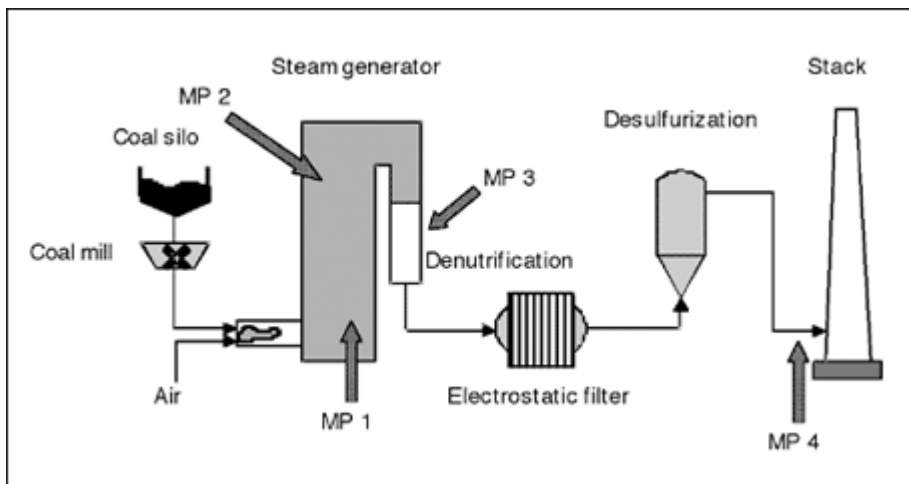 Steam generator
Stack
MP 2
Desulfurization
Coal silo
MP 3
Coal mill
Denutrification
Air
Electrostatic filter
MP 1
MP 4